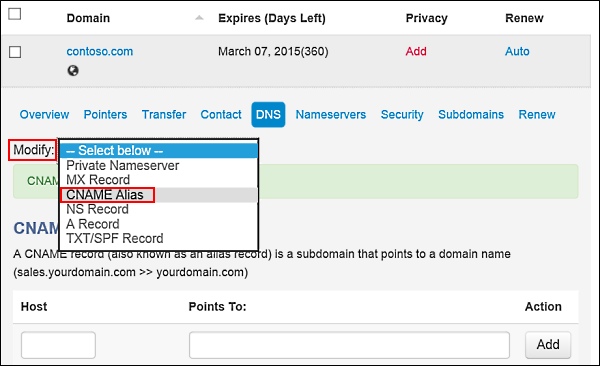 Domain Expires (Days Left) Privacy Renew
contoso.com March 07, 2015(360) Add Auto
Overview Pointers Transfer Contact DNS Nameservers Security Subdomains Renew
Modify: -- Select below --
Private Nameserver
MX Record
CNAME Alias
NS Record
A Record
TXT/SPF Record
CNAM
CNAM
A CNAME record (also known as an alias record) is a subdomain that points to a domain name
(sales.yourdomain.com >> yourdomain.com)
Host Points To: Action
Add